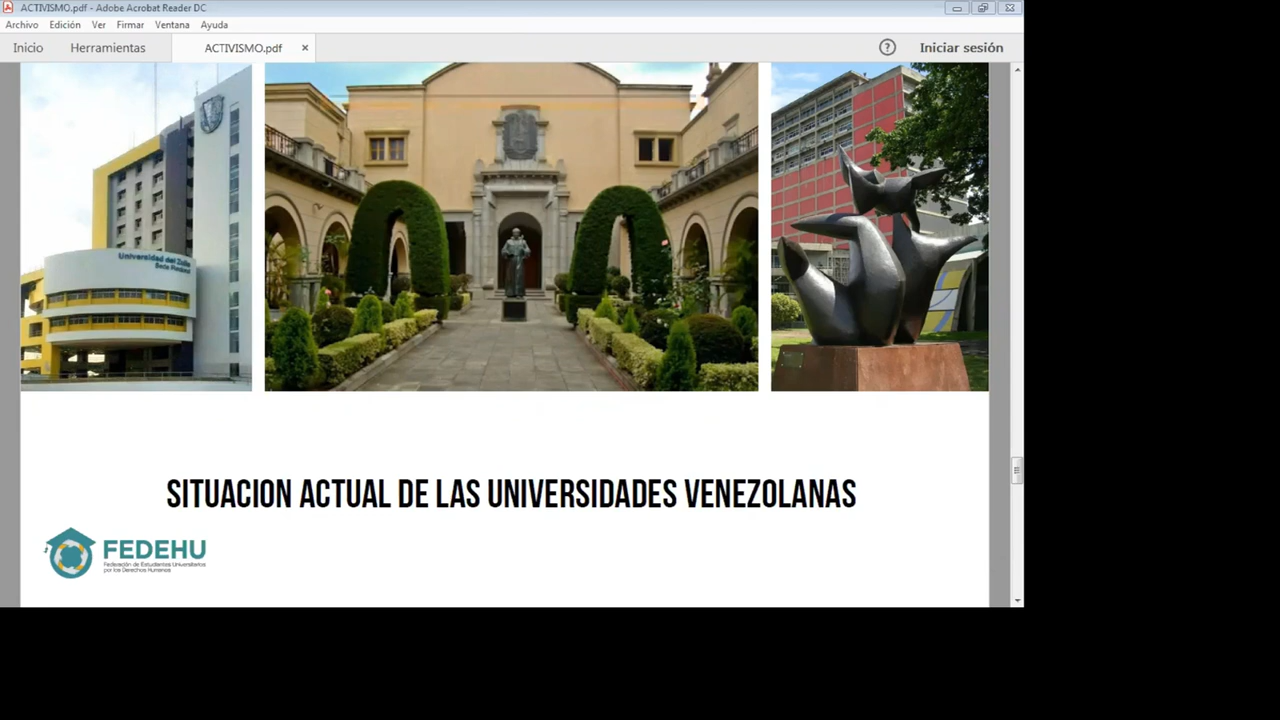 ACTIVISMO.pdf - Adobe Acrobat Reader DC
Archivo Edición Ver Firmar Ventana Ayuda
Inicio Herramientas ACTIVISMO.pdf × ? Iniciar sesión
Universidad del Zulia
SITUACION ACTUAL DE LAS UNIVERSIDADES VENEZOLANAS
FEDEHU
Federación de Estudiantes Universitarios
por los Derechos Humanos